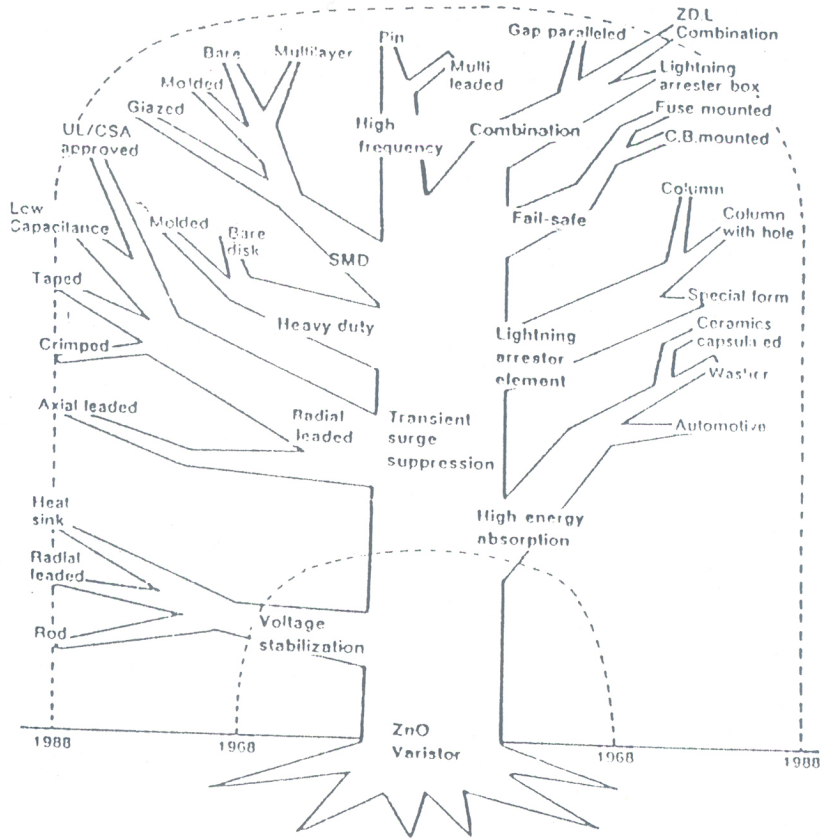 ZD.L
Combination
Gap paralleled
Pin
Bare
Multilayer
Multi
leaded
Lightning
arrester box
Molded
Glazed
Fuse mounted
UL/CSA
approved
High
frequency
Combination
C.B.mounted
Column
Low
Capacitance
Molded
Bare
disk
Fail-safe
Column
with hole
SMD
Taped
Special form
Heavy duty
Lightning
arrestor
element
Ceramics
capsulated
Crimped
Washer
Axial leaded
Radial
leaded
Transient
surge
suppression
Automotive
Heat
sink
High energy
absorption
Radial
leaded
Rod
Voltage
stabilization
ZnO
Varistor
1988
1968
1968
1988